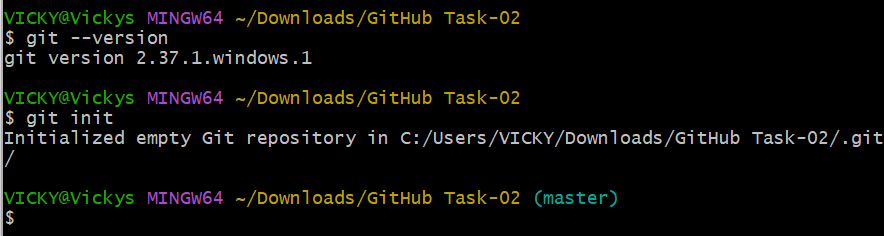 VICKY@Vickys MINGW64 ~/Downloads/GitHub Task-02
$ git --version
git version 2.37.1.windows.1
VICKY@Vickys MINGW64 ~/Downloads/GitHub Task-02
$ git init
Initialized empty Git repository in C:/Users/VICKY/Downloads/GitHub Task-02/.git
/
VICKY@Vickys MINGW64 ~/Downloads/GitHub Task-02 (master)
$